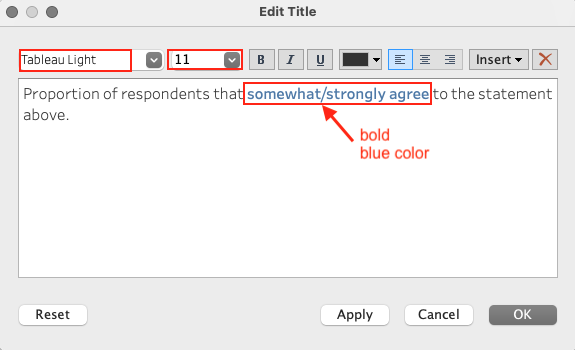 Edit Title
Tableau Light 11 B I U Insert
Proportion of respondents that somewhat/strongly agree to the statement
above.
bold
blue color
Reset Apply Cancel OK